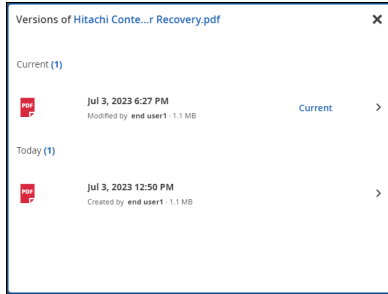 Versions of Hitachi Conte...r Recovery.pdf
Current (1)
PDF
Jul 3, 2023 6:27 PM
Modified by end user1 · 1.1 MB
Current
Today (1)
PDF
Jul 3, 2023 12:50 PM
Created by end user1 · 1.1 MB